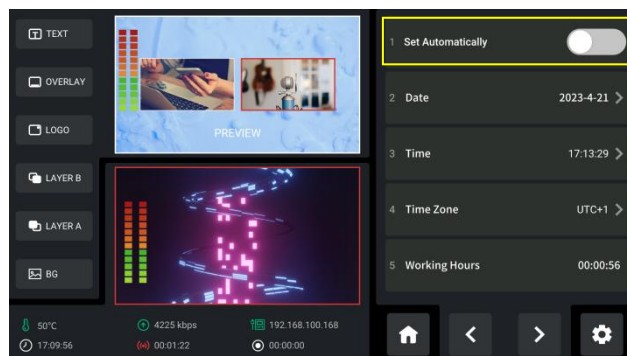 TEXT
OVERLAY
LOGO
LAYER B
LAYER A
BG
PREVIEW
50°C
4225 kbps
192.168.100.168
17:09:56
00:01:22
00:00:00
1 Set Automatically
2 Date 2023-4-21
3 Time 17:13:29
4 Time Zone UTC+1
5 Working Hours 00:00:56